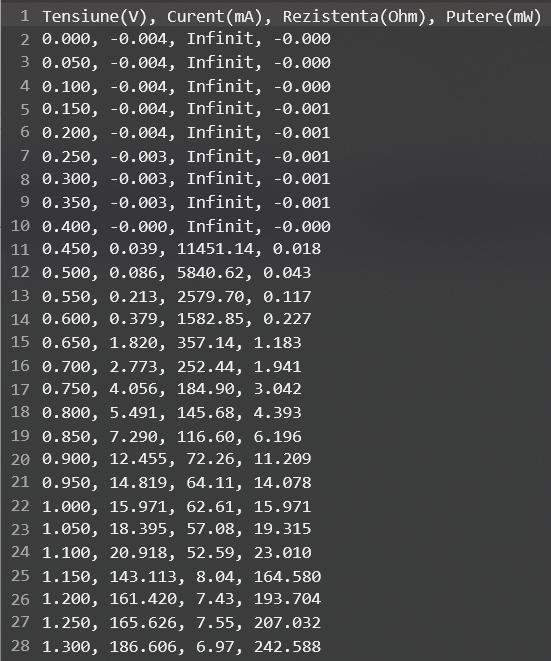 1 Tensiune(V), Curent(mA), Rezistenta(Ohm), Putere(mW)
2 0.000, -0.004, Infinit, -0.000
3 0.050, -0.004, Infinit, -0.000
4 0.100, -0.004, Infinit, -0.000
5 0.150, -0.004, Infinit, -0.001
6 0.200, -0.004, Infinit, -0.001
7 0.250, -0.003, Infinit, -0.001
8 0.300, -0.003, Infinit, -0.001
9 0.350, -0.003, Infinit, -0.001
10 0.400, -0.000, Infinit, -0.000
11 0.450, 0.039, 11451.14, 0.018
12 0.500, 0.086, 5840.62, 0.043
13 0.550, 0.213, 2579.70, 0.117
14 0.600, 0.379, 1582.85, 0.227
15 0.650, 1.820, 357.14, 1.183
16 0.700, 2.773, 252.44, 1.941
17 0.750, 4.056, 184.90, 3.042
18 0.800, 5.491, 145.68, 4.393
19 0.850, 7.290, 116.60, 6.196
20 0.900, 12.455, 72.26, 11.209
21 0.950, 14.819, 64.11, 14.078
22 1.000, 15.971, 62.61, 15.971
23 1.050, 18.395, 57.08, 19.315
24 1.100, 20.918, 52.59, 23.010
25 1.150, 143.113, 8.04, 164.580
26 1.200, 161.420, 7.43, 193.704
27 1.250, 165.626, 7.55, 207.032
28 1.300, 186.606, 6.97, 242.588